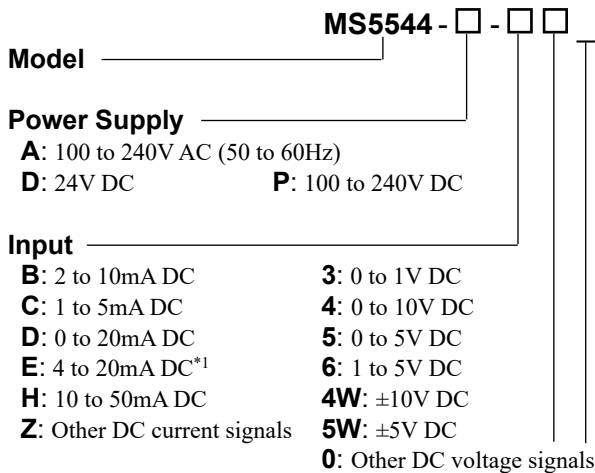 MS5544 - □ - □ □ _
Model
Power Supply
A: 100 to 240V AC (50 to 60Hz)
D: 24V DC P: 100 to 240V DC
Input
B: 2 to 10mA DC 3: 0 to 1V DC
C: 1 to 5mA DC 4: 0 to 10V DC
D: 0 to 20mA DC 5: 0 to 5V DC
E: 4 to 20mA DC*1 6: 1 to 5V DC
H: 10 to 50mA DC 4W: ±10V DC
Z: Other DC current signals 5W: ±5V DC
0: Other DC voltage signals